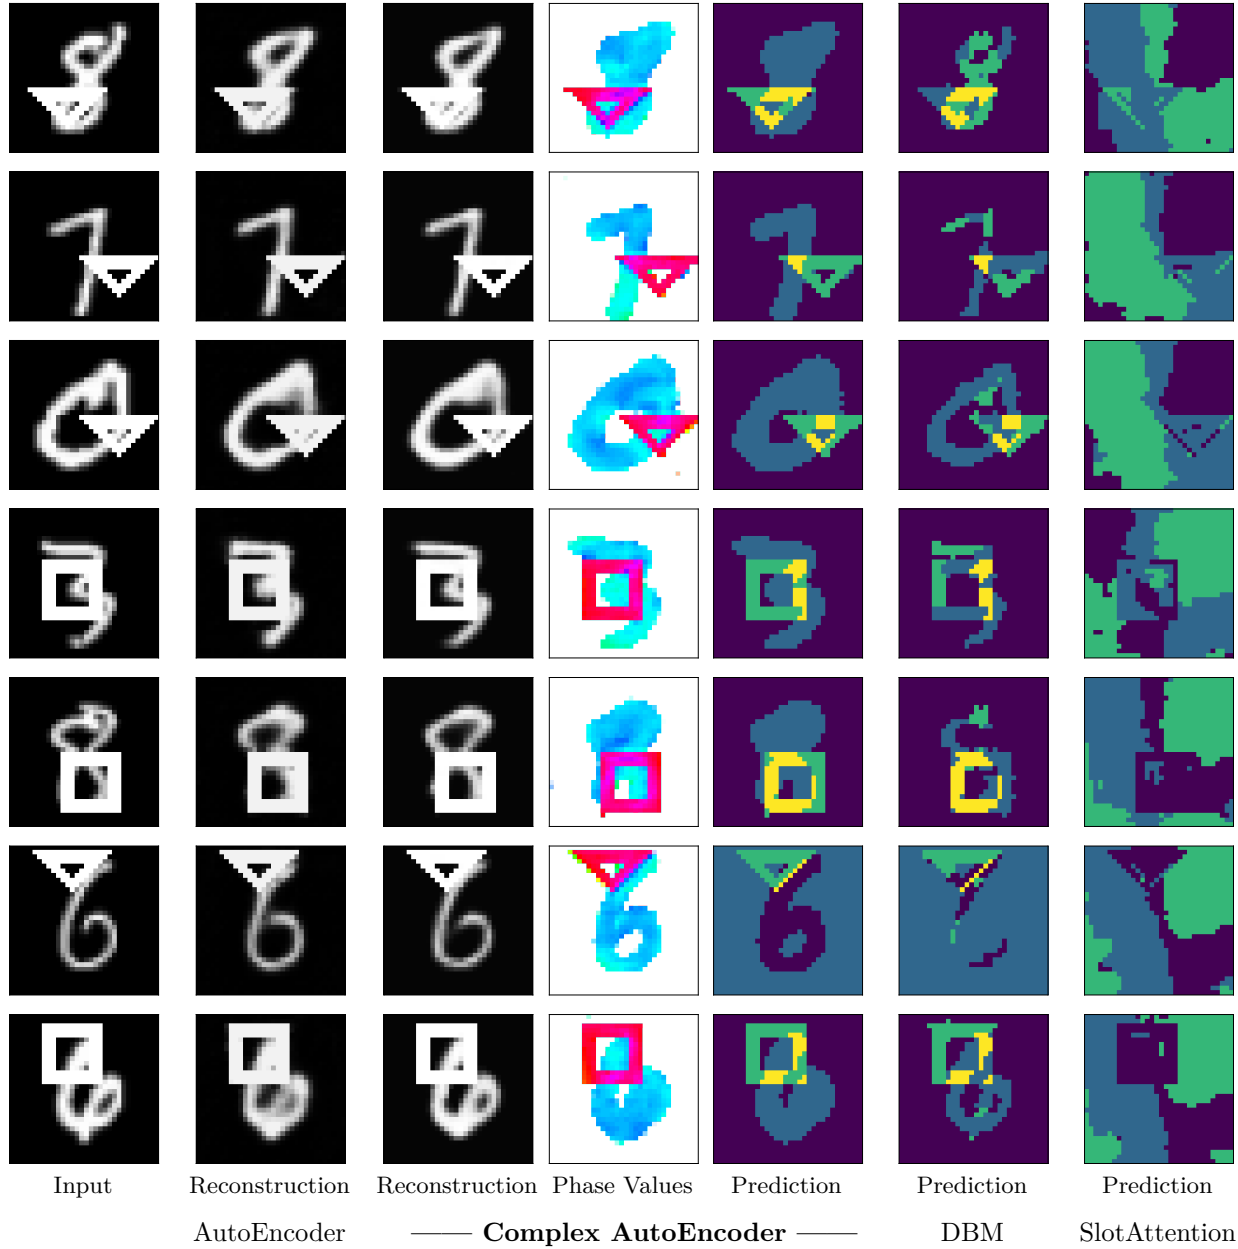 Input Reconstruction Reconstruction Phase Values Prediction Prediction Prediction
AutoEncoder —— Complex AutoEncoder —— DBM SlotAttention